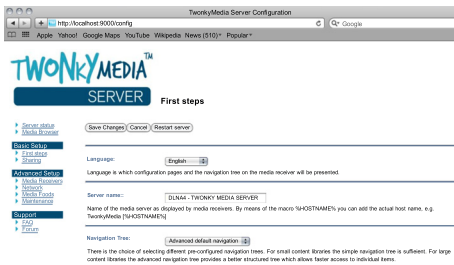 TwonkyMedia Server Configuration
http://localhost:9000/config
Google
Apple Yahoo! Google Maps YouTube Wikipedia News (510) Popular
TWONKYMEDIA TM
SERVER
First steps
Server status
Media Browser
Save Changes Cancel Restart server
Basic Setup
First steps
Sharing
Language:
English
Language is which configuration pages and the navigation tree on the media receiver will be presented.
Advanced Setup
Media Receivers
Network
Media Feeds
Maintenance
Server name:
DLNA4 - TWONKY MEDIA SERVER
Name of the media server as displayed by media receivers. By means of the macro %HOSTNAME% you can add the actual host name, e.g.
TwonkyMedia [%HOSTNAME%]
Support
FAQ
Forum
Navigation Tree:
Advanced default navigation
There is the choice of selecting different pre-configured navigation trees. For small content libraries the simple navigation tree is suffieient. For large
content libraries the advanced navigation tree provides a better structured tree which allows faster access to individual items.